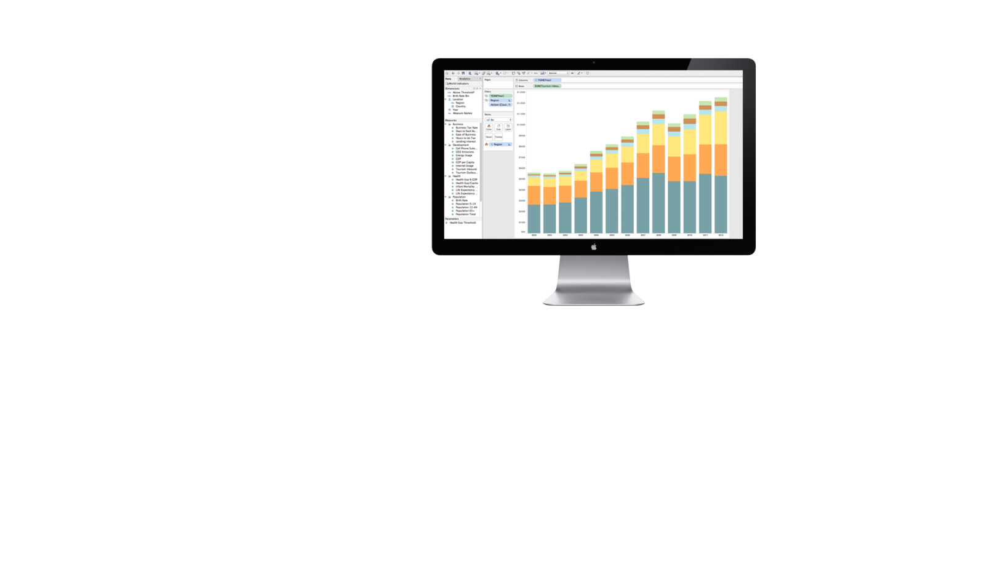 Normal
Data
Analytics
World Indicators
Dimensions
Above Threshold?
Birth Rate Bin
Location
Region
Country
Year
Measure Names
Measures
Business
Business Tax Rate
Days to Start Bu...
Ease of Business
Hours to do Tax
Lending Interest
Development
Cell Phone Subs...
CO2 Emissions
Energy Usage
GDP
GDP per Capita
Internet Usage
Tourism Inbound
Tourism Outbou...
Health
Health Exp % GDP
Health Exp/Capita
Infant Mortality ...
Life Expectancy ...
Life Expectancy ...
Population
Birth Rate
Population 0-14
Population 15-64
Population 65+
Population Total
Parameters
Health Exp Threshold
Pages
Filters
YEAR(Year)
Region
Action (Coun..
Marks
Bar
Color
Size
Label
Detail
Tooltip
Region
Columns
YEAR(Year)
Rows
SUM(Tourism Inbou..
2000 2001 2002 2003 2004 2005 2006 2007 2008 2009 2010 2011 2012